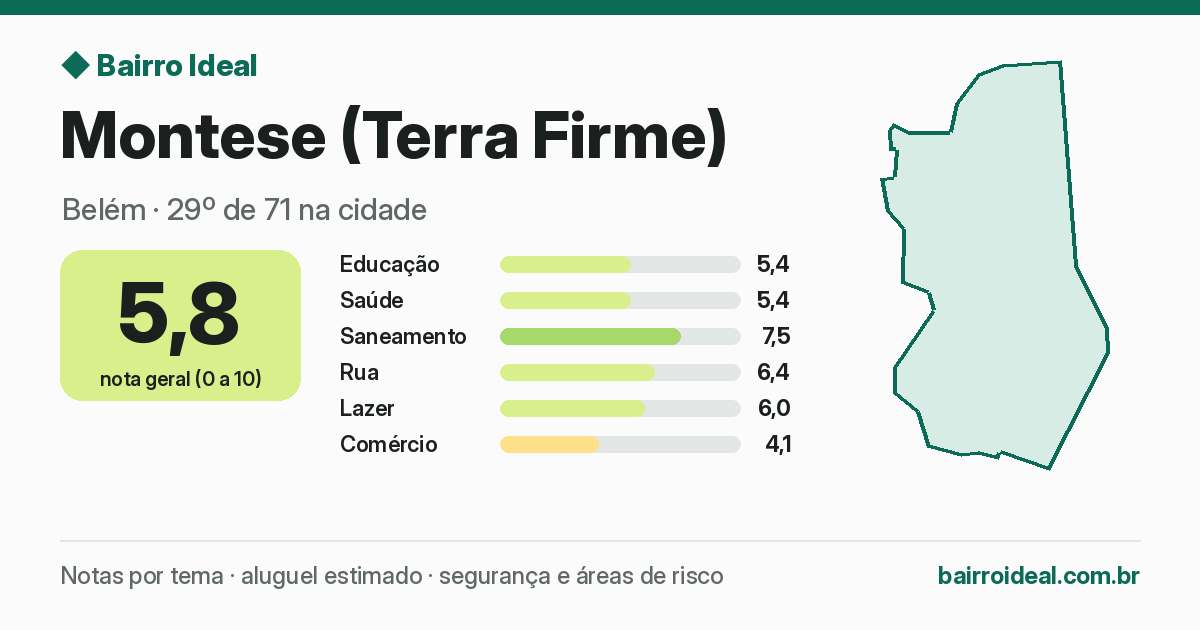 Bairro Ideal
Montese (Terra Firme)
Belém · 29º de 71 na cidade
5,8
nota geral (0 a 10)
Educação 5,4
Saúde 5,4
Saneamento 7,5
Rua 6,4
Lazer 6,0
Comércio 4,1
Notas por tema · aluguel estimado · segurança e áreas de risco
bairroideal.com.br